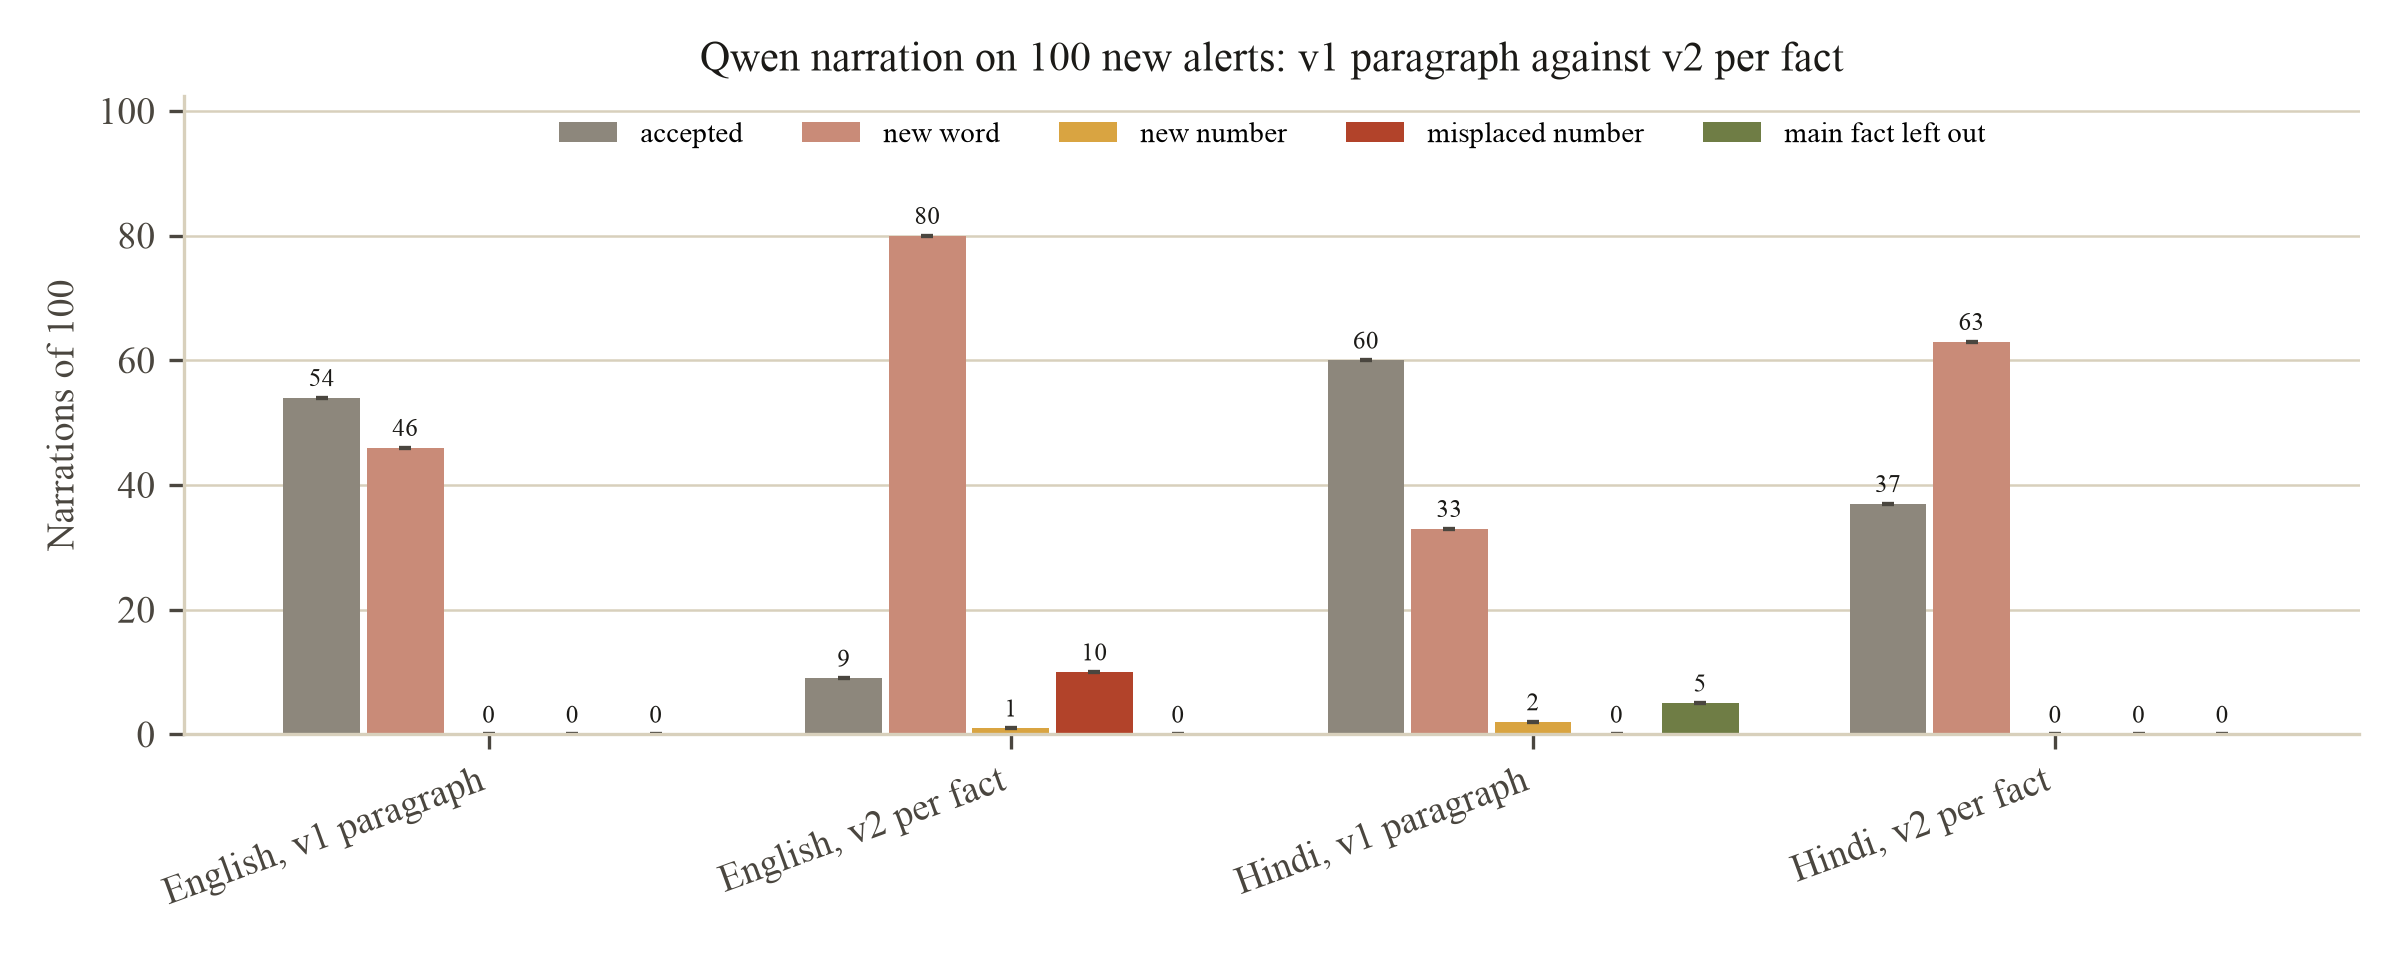 Qwen narration on 100 new alerts: v1 paragraph against v2 per fact
accepted new word new number misplaced number main fact left out
Narrations of 100
100
80
60
40
20
0
54 46 0 0 0
9 80 1 10 0
60 33 2 0 5
37 63 0 0 0
English, v1 paragraph
English, v2 per fact
Hindi, v1 paragraph
Hindi, v2 per fact